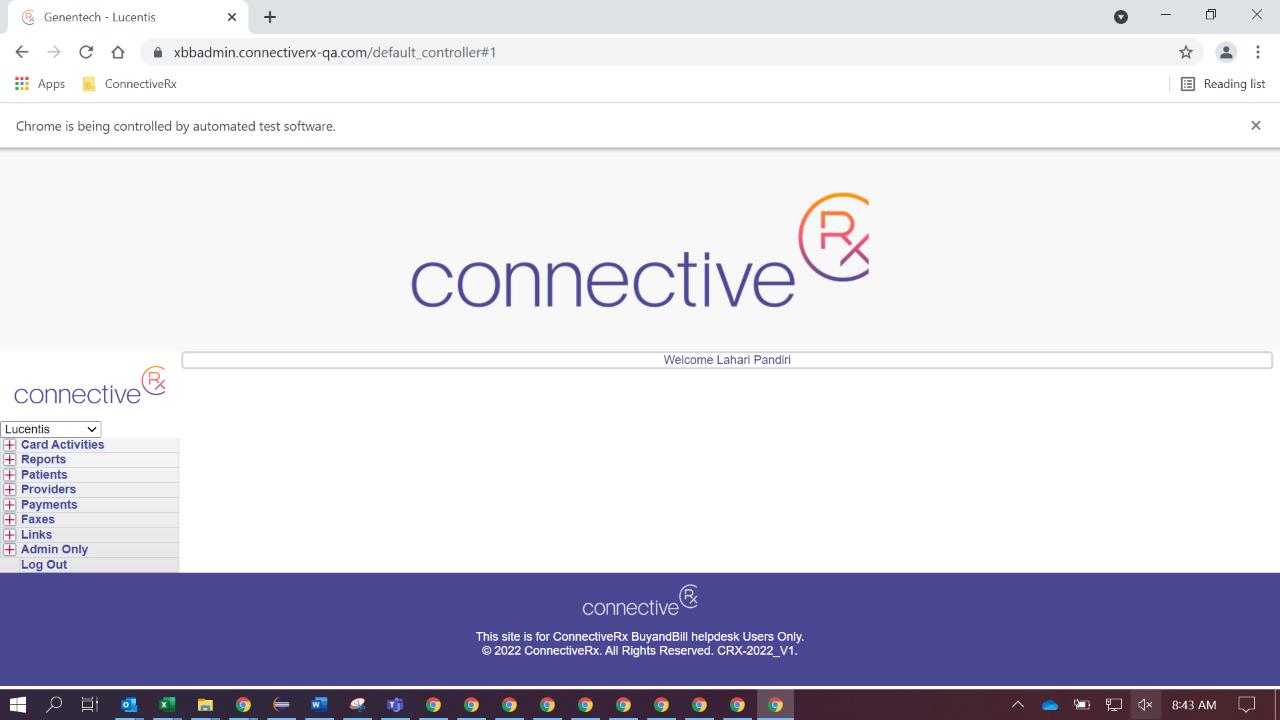 Genentech - Lucentis
xbbadmin.connectiverx-qa.com/default_controller#1
Apps
ConnectiveRx
Reading list
Chrome is being controlled by automated test software.
connective Rx
Welcome Lahari Pandiri
connective Rx
Lucentis
Card Activities
Reports
Patients
Providers
Payments
Faxes
Links
Admin Only
Log Out
connective Rx
This site is for ConnectiveRx BuyandBill helpdesk Users Only.
© 2022 ConnectiveRx. All Rights Reserved. CRX-2022_V1.
8:43 AM